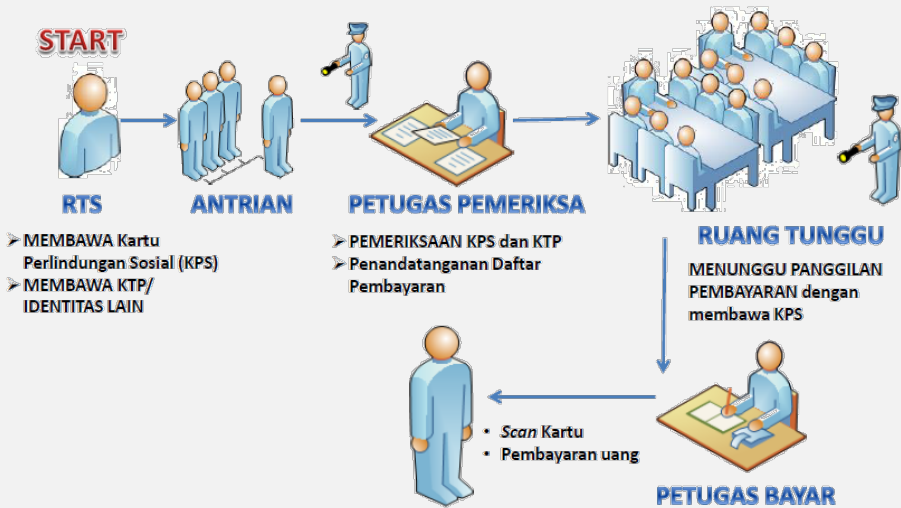 START
RTS
➢ MEMBAWA Kartu
Perlindungan Sosial (KPS)
➢ MEMBAWA KTP/
IDENTITAS LAIN
ANTRIAN
PETUGAS PEMERIKSA
➢ PEMERIKSAAN KPS dan KTP
➢ Penandatanganan Daftar
Pembayaran
RUANG TUNGGU
MENUNGGU PANGGILAN
PEMBAYARAN dengan
membawa KPS
• Scan Kartu
• Pembayaran uang
PETUGAS BAYAR